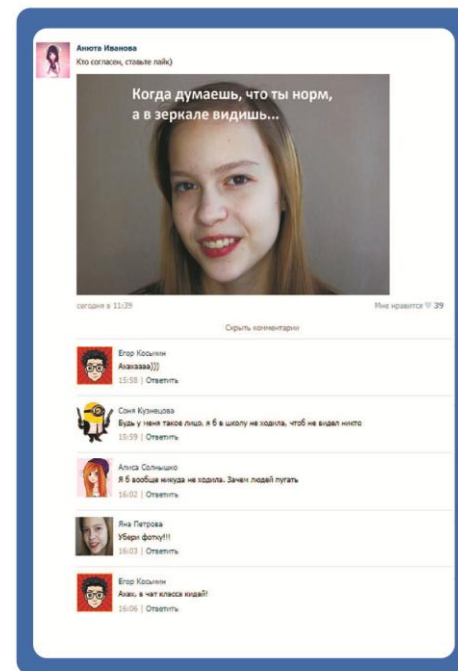 Анюта Иванова
Кто согласен, ставьте лайк)
Когда думаешь, что ты норм,
а в зеркале видишь...
сегодня в 11:39
Мне нравится 39
Скрыть комментарии
Егор Косыкин
Ахахаааа)))
15:58 | Ответить
Соня Кузнецова
Будь у меня такое лицо, я б в школу не ходила, чтоб не видел никто
15:59 | Ответить
Алиса Солнышко
Я б вообще никуда не ходила. Зачем людей пугать
16:02 | Ответить
Яна Петрова
Убери фотку!!!
16:03 | Ответить
Егор Косыкин
Ахах, в чат класса кидай!
16:06 | Ответить